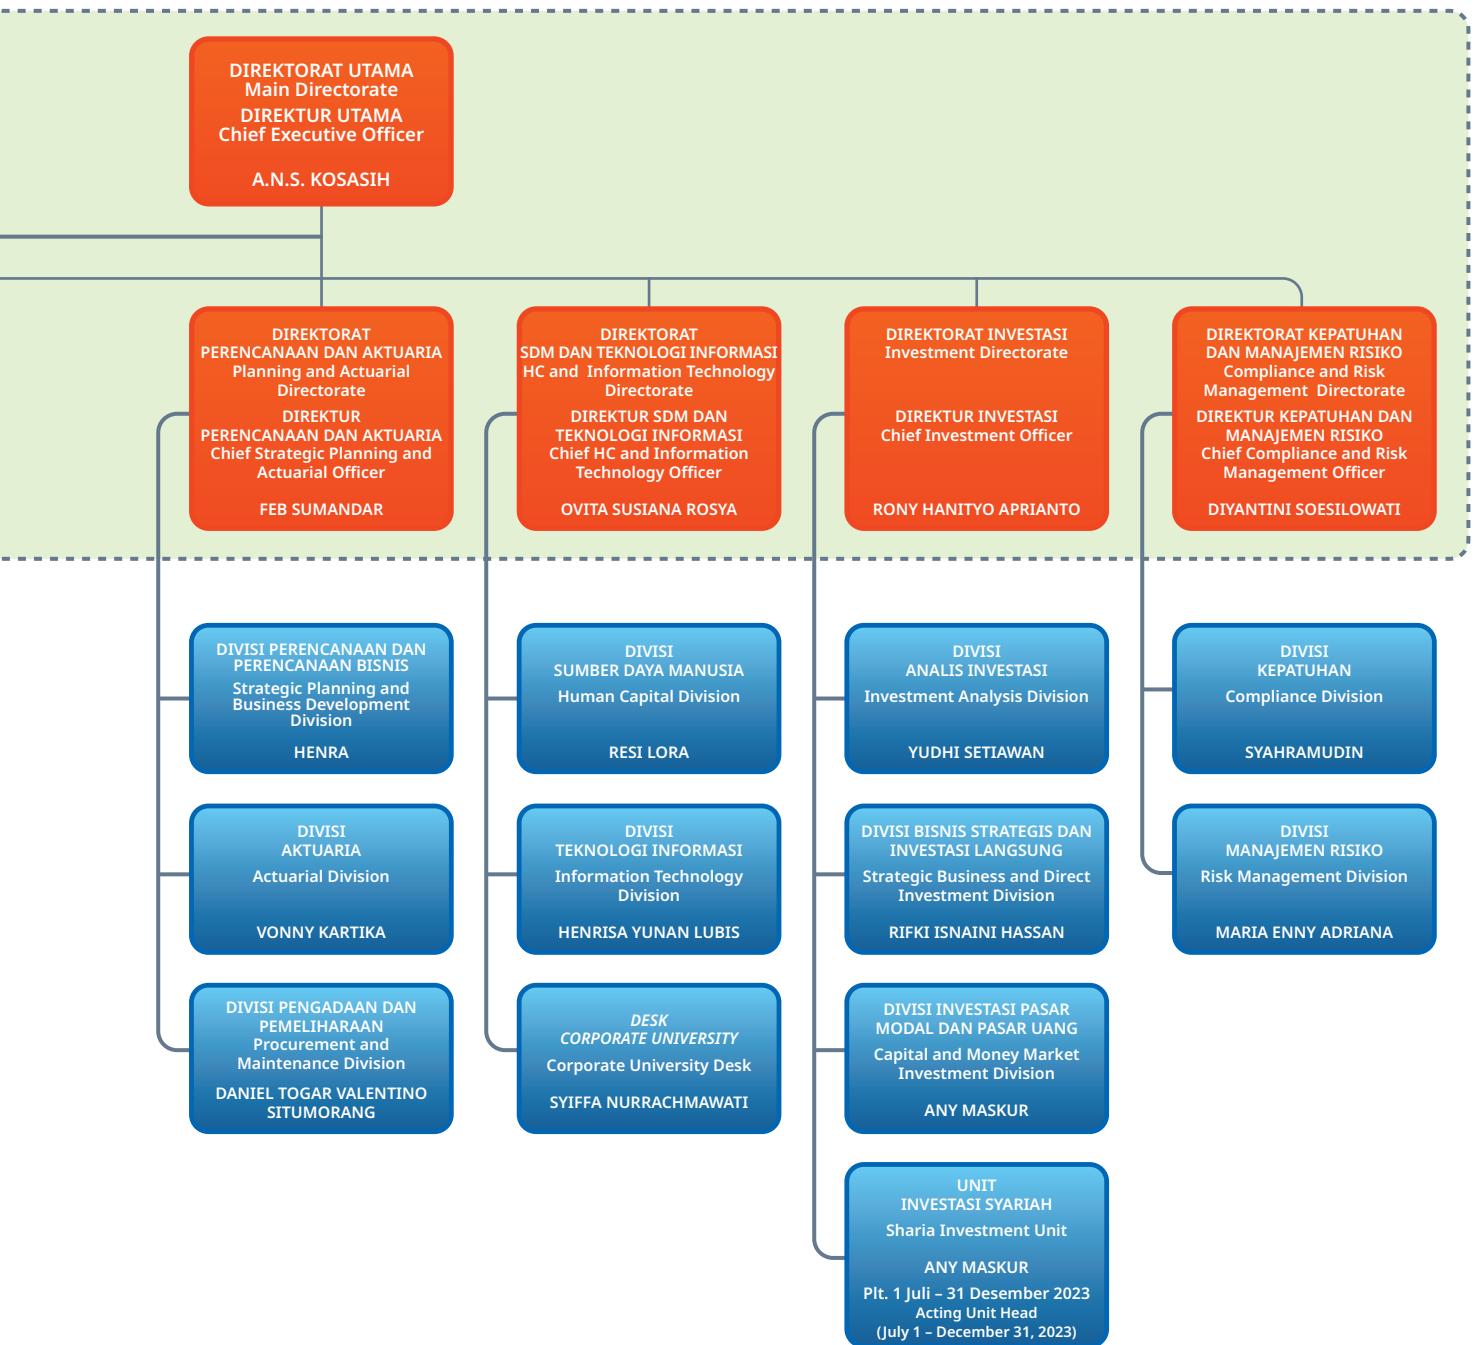 DIREKTORAT UTAMA
Main Directorate
DIREKTUR UTAMA
Chief Executive Officer
A.N.S. KOSASIH
DIREKTORAT
PERENCANAAN DAN AKTUARIA
Planning and Actuarial
Directorate
DIREKTUR
PERENCANAAN DAN AKTUARIA
Chief Strategic Planning and
Actuarial Officer
FEB SUMANDAR
DIREKTORAT
SDM DAN TEKNOLOGI INFORMASI
HC and Information Technology
Directorate
DIREKTUR SDM DAN
TEKNOLOGI INFORMASI
Chief HC and Information
Technology Officer
OVITA SUSIANA ROSYA
DIREKTORAT INVESTASI
Investment Directorate
DIREKTUR INVESTASI
Chief Investment Officer
RONY HANITYO APRIANTO
DIREKTORAT KEPATUHAN
DAN MANAJEMEN RISIKO
Compliance and Risk
Management Directorate
DIREKTUR KEPATUHAN DAN
MANAJEMEN RISIKO
Chief Compliance and Risk
Management Officer
DIYANTINI SOESILOWATI
DIVISI PERENCANAAN DAN
PERENCANAAN BISNIS
Strategic Planning and
Business Development
Division
HENRA
DIVISI
SUMBER DAYA MANUSIA
Human Capital Division
RESI LORA
DIVISI
ANALIS INVESTASI
Investment Analysis Division
YUDHI SETIAWAN
DIVISI
KEPATUHAN
Compliance Division
SYAHRAMUDIN
DIVISI
AKTUARIA
Actuarial Division
VONNY KARTIKA
DIVISI
TEKNOLOGI INFORMASI
Information Technology
Division
HENRISA YUNAN LUBIS
DIVISI BISNIS STRATEGIS DAN
INVESTASI LANGSUNG
Strategic Business and Direct
Investment Division
RIFKI ISNAINI HASSAN
DIVISI
MANAJEMEN RISIKO
Risk Management Division
MARIA ENNY ADRIANA
DIVISI PENGADAAN DAN
PEMELIHARAAN
Procurement and
Maintenance Division
DANIEL TOGAR VALENTINO
SITUMORANG
DESK
CORPORATE UNIVERSITY
Corporate University Desk
SYIFFA NURRACHMAWATI
DIVISI INVESTASI PASAR
MODAL DAN PASAR UANG
Capital and Money Market
Investment Division
ANY MASKUR
UNIT
INVESTASI SYARIAH
Sharia Investment Unit
ANY MASKUR
Plt. 1 Juli – 31 Desember 2023
Acting Unit Head
(July 1 – December 31, 2023)